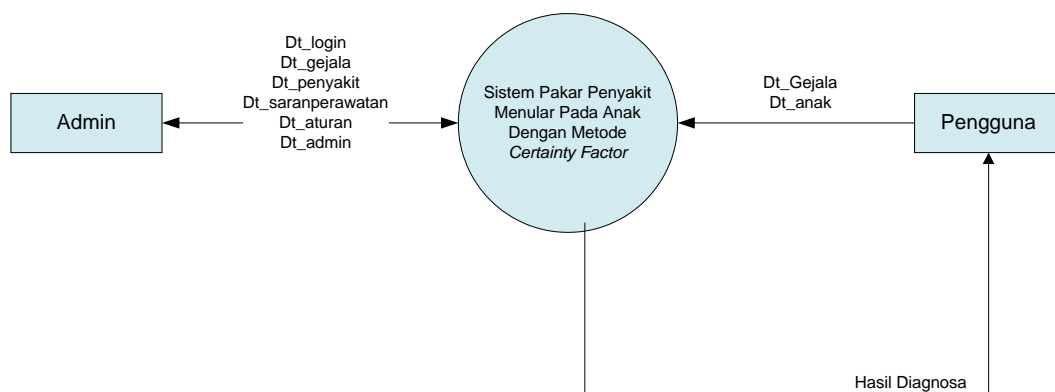 Admin
Dt_login
Dt_gejala
Dt_penyakit
Dt_saranperawatan
Dt_aturan
Dt_admin
Sistem Pakar Penyakit
Menular Pada Anak
Dengan Metode
Certainty Factor
Dt_Gejala
Dt_anak
Pengguna
Hasil Diagnosa